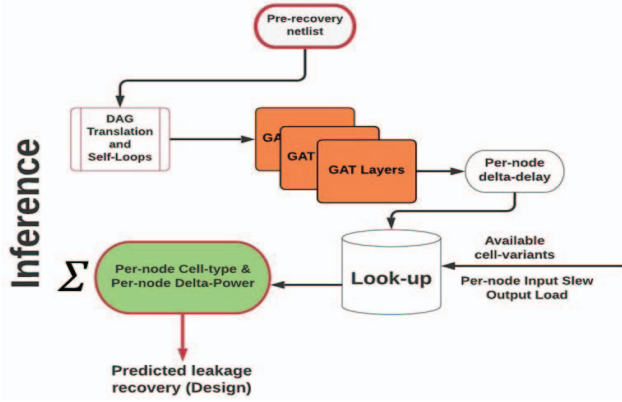 Pre-recovery
netlist
DAG
Translation
and
Self-Loops
GAT
GAT Layers
Per-node
delta-delay
Inference
Look-up
Available
cell-variants
Per-node Input Slew
Output Load
Σ
Per-node Cell-type &
Per-node Delta-Power
Predicted leakage
recovery (Design)